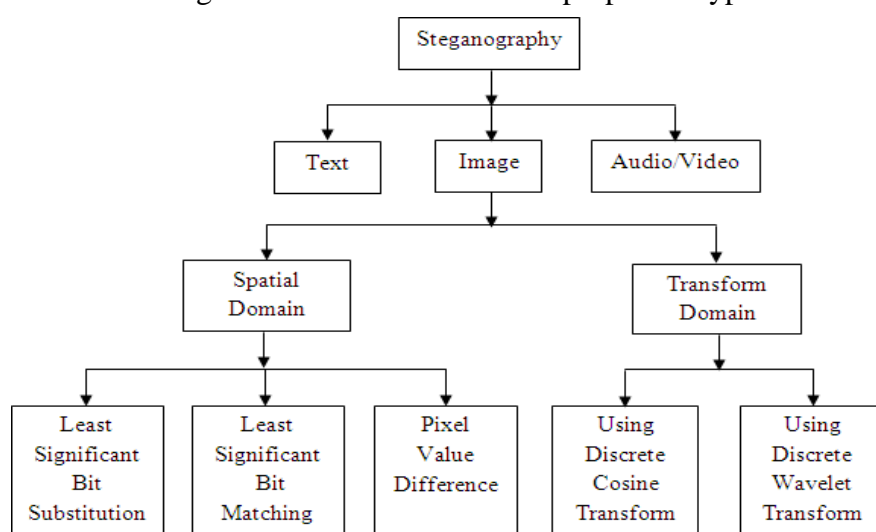 Steganography
Text
Image
Audio/Video
Spatial
Domain
Transform
Domain
Least
Significant
Bit
Substitution
Least
Significant
Bit
Matching
Pixel
Value
Difference
Using
Discrete
Cosine
Transform
Using
Discrete
Wavelet
Transform